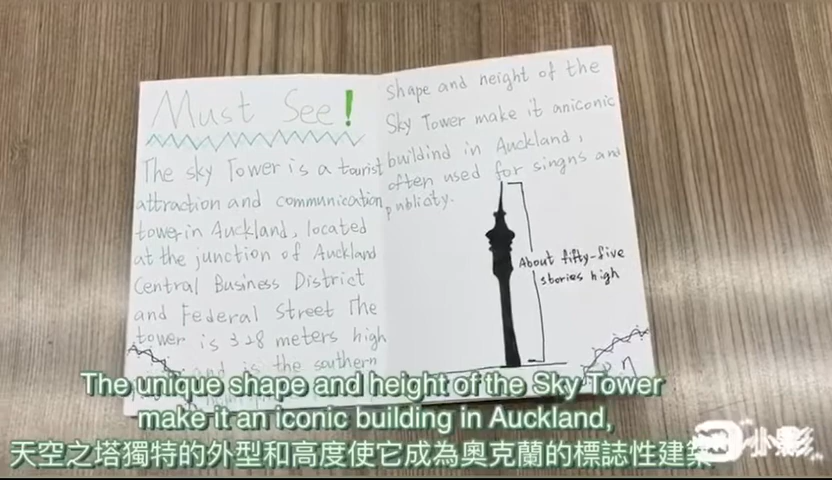 Must See!
The sky Tower is a tourist
attraction and communication
tower in Auckland, located
at the junction of Auckland
Central Business District
and Federal Street The
tower is 328 meters high
and is the southern
shape and height of the
Sky Tower make it aniconic
buildind in Auckland,
often used for singns and
publicity.
About fifty-five
stories high
The unique shape and height of the Sky Tower
make it an iconic building in Auckland,
天空之塔獨特的外型和高度使它成為奧克蘭的標誌性建築
小影